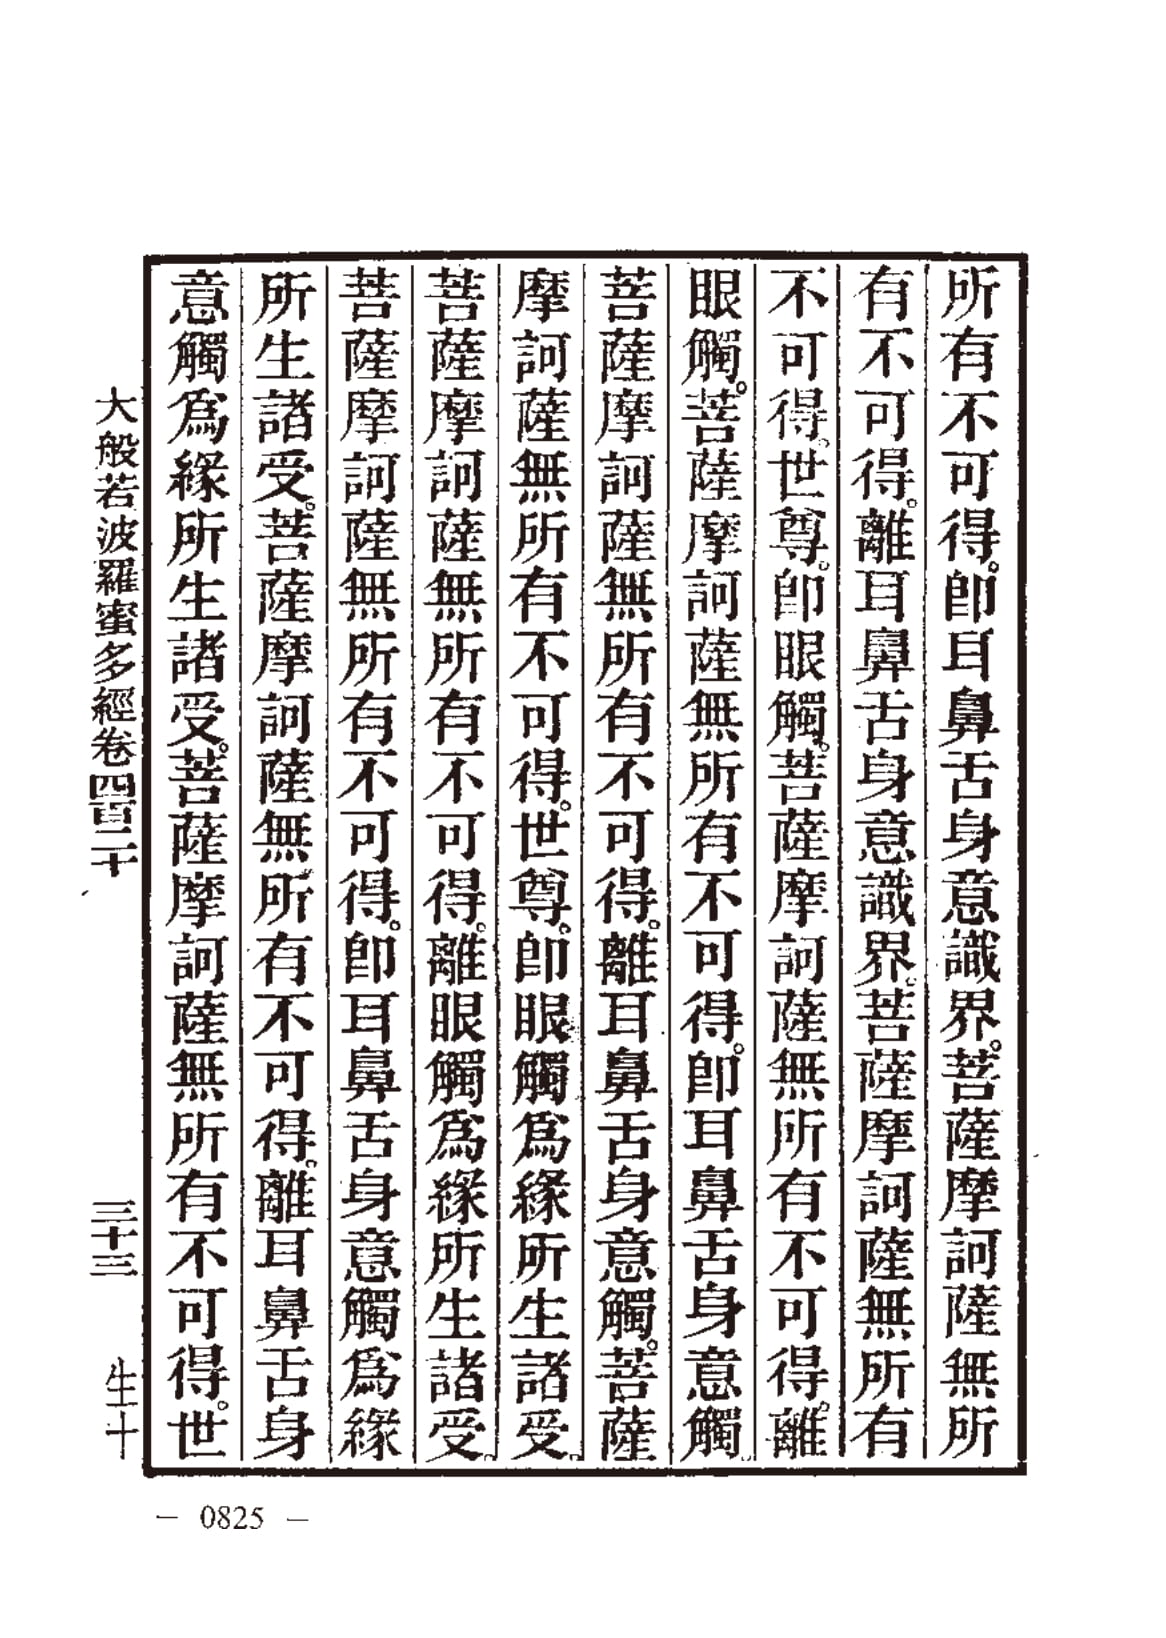 所有不可得。卽耳鼻舌身意識界。菩薩摩訶薩無所
有不可得。離耳鼻舌身意識界。菩薩摩訶薩無所有
不可得。世尊。卽眼觸。菩薩摩訶薩無所有不可得。離
眼觸。菩薩摩訶薩無所有不可得。卽耳鼻舌身意觸。
菩薩摩訶薩無所有不可得。離耳鼻舌身意觸。菩薩
摩訶薩無所有不可得。世尊。卽眼觸爲緣所生諸受。
菩薩摩訶薩無所有不可得。離眼觸爲緣所生諸受。
菩薩摩訶薩無所有不可得。卽耳鼻舌身意觸爲緣
所生諸受。菩薩摩訶薩無所有不可得。離耳鼻舌身
意觸爲緣所生諸受。菩薩摩訶薩無所有不可得。世
大般若波羅蜜多經卷四百二十 三十三 生十
— 0825 —